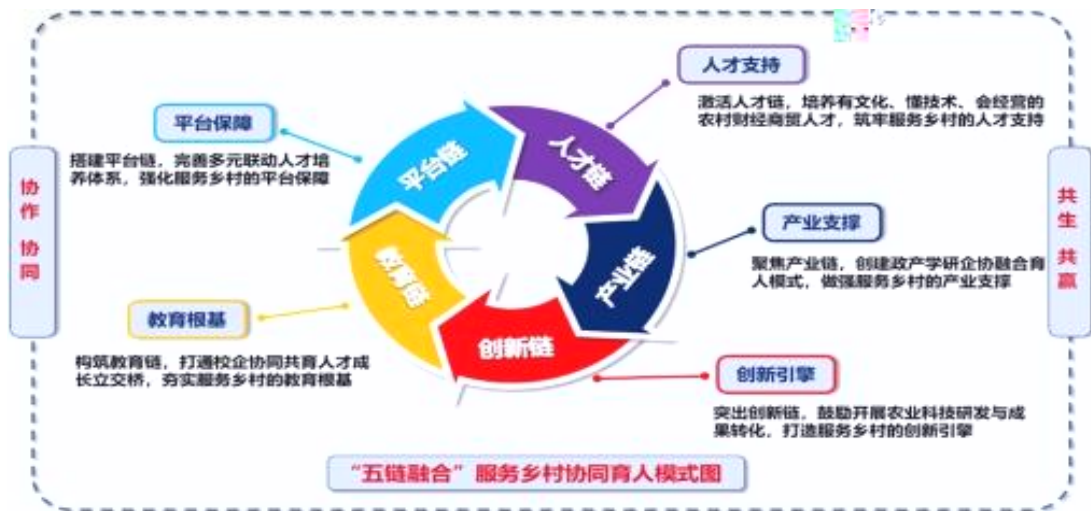 人才支持
激活人才链，培养有文化、懂技术、会经营的
农村财经商贸人才，筑牢服务乡村的人才支持
平台保障
搭建平台链，完善多元联动人才培
养体系，强化服务乡村的平台保障
平台链
人才链
产业链
创新链
教育链
协作 协同
共生 共赢
产业支撑
聚焦产业链，创建政产学研企协融合育
人模式，做强服务乡村的产业支撑
教育根基
构筑教育链，打通校企协同共育人才成
长立交桥，夯实服务乡村的教育根基
创新引擎
突出创新链，鼓励开展农业科技研发与成
果转化，打造服务乡村的创新引擎
“五链融合”服务乡村协同育人模式图